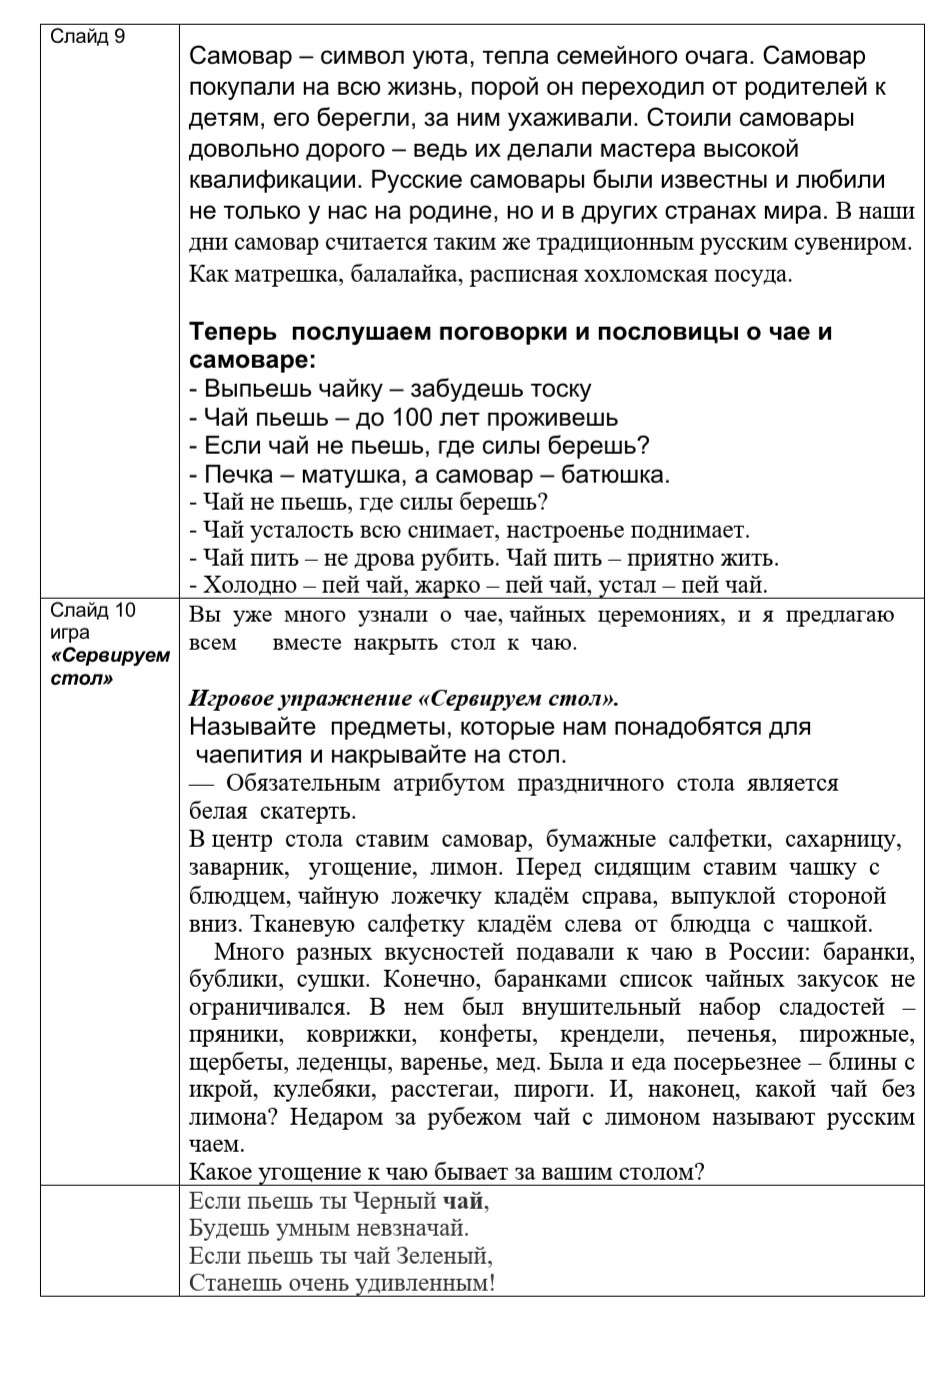 Слайд 9
Самовар – символ уюта, тепла семейного очага. Самовар
покупали на всю жизнь, порой он переходил от родителей к
детям, его берегли, за ним ухаживали. Стоили самовары
довольно дорого – ведь их делали мастера высокой
квалификации. Русские самовары были известны и любили
не только у нас на родине, но и в других странах мира. В наши
дни самовар считается таким же традиционным русским сувениром.
Как матрешка, балалайка, расписная хохломская посуда.
Теперь послушаем поговорки и пословицы о чае и
самоваре:
- Выпьешь чайку – забудешь тоску
- Чай пьешь – до 100 лет проживешь
- Если чай не пьешь, где силы берешь?
- Печка – матушка, а самовар – батюшка.
- Чай не пьешь, где силы берешь?
- Чай усталость всю снимает, настроенье поднимает.
- Чай пить – не дрова рубить. Чай пить – приятно жить.
- Холодно – пей чай, жарко – пей чай, устал – пей чай.
Слайд 10
игра
«Сервируем
стол»
Вы уже много узнали о чае, чайных церемониях, и я предлагаю
всем вместе накрыть стол к чаю.
Игровое упражнение «Сервируем стол».
Называйте предметы, которые нам понадобятся для
чаепития и накрывайте на стол.
— Обязательным атрибутом праздничного стола является
белая скатерть.
В центр стола ставим самовар, бумажные салфетки, сахарницу,
заварник, угощение, лимон. Перед сидящим ставим чашку с
блюдцем, чайную ложечку кладём справа, выпуклой стороной
вниз. Тканевую салфетку кладём слева от блюдца с чашкой.
Много разных вкусностей подавали к чаю в России: баранки,
бублики, сушки. Конечно, баранками список чайных закусок не
ограничивался. В нем был внушительный набор сладостей –
пряники, коврижки, конфеты, крендели, печенья, пирожные,
щербеты, леденцы, варенье, мед. Была и еда посерьезнее – блины с
икрой, кулебяки, расстегаи, пироги. И, наконец, какой чай без
лимона? Недаром за рубежом чай с лимоном называют русским
чаем.
Какое угощение к чаю бывает за вашим столом?
Если пьешь ты Черный чай,
Будешь умным невзначай.
Если пьешь ты чай Зеленый,
Станешь очень удивленным!